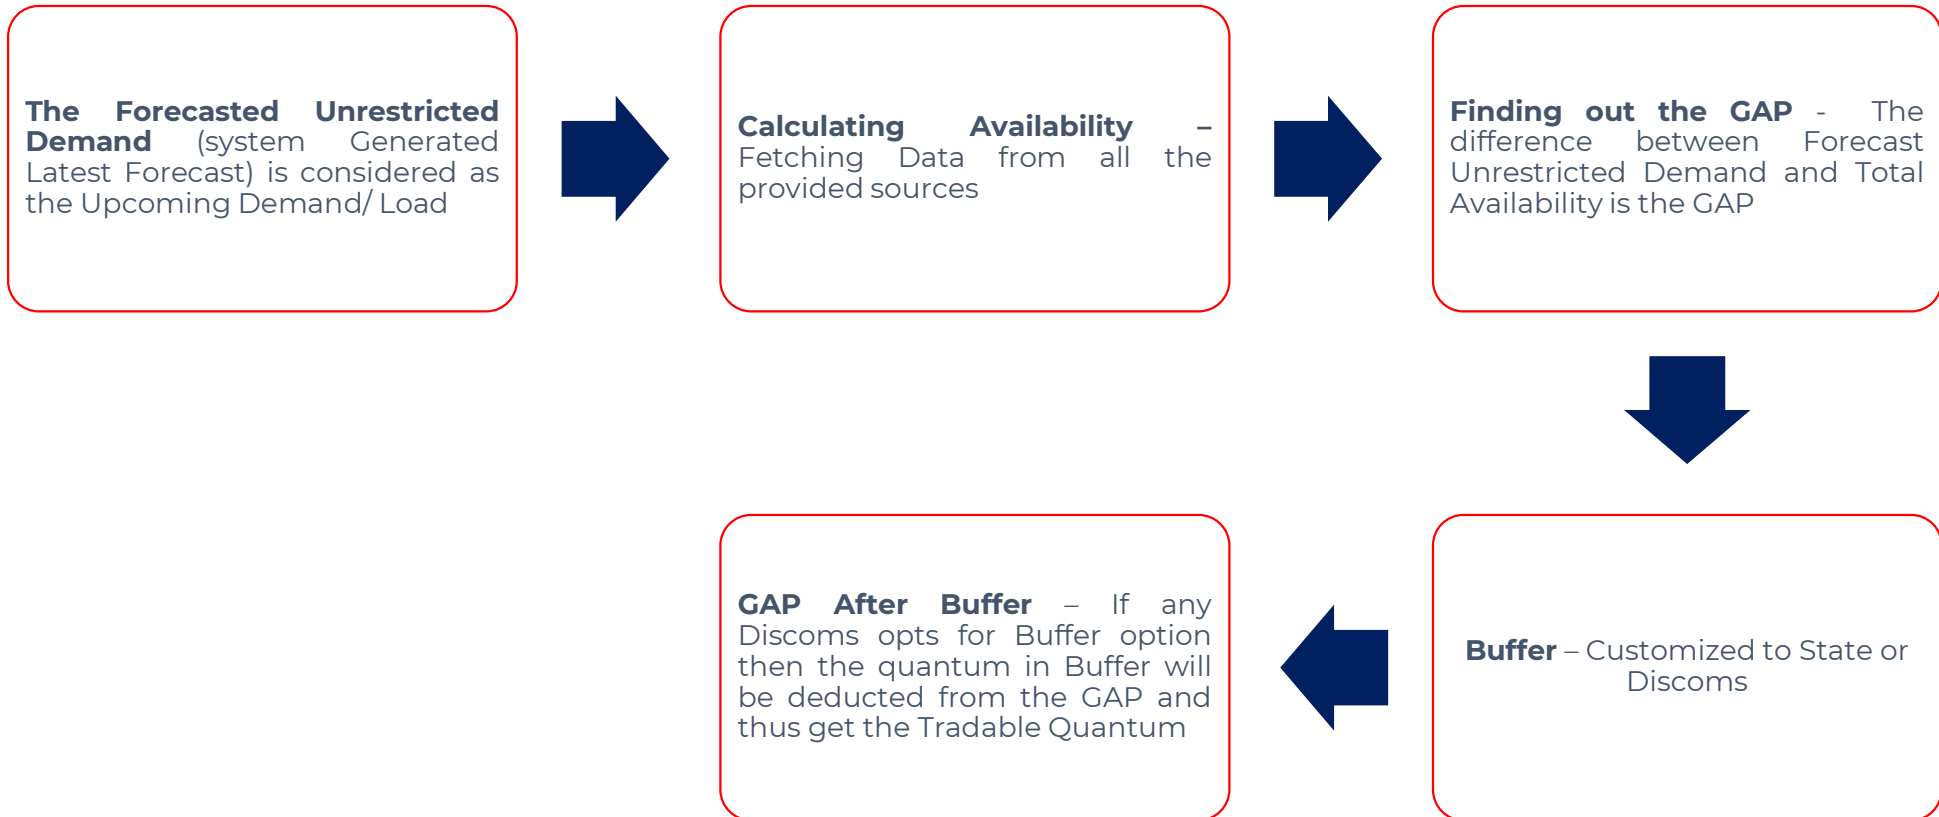 The Forecasted Unrestricted
Demand (system Generated
Latest Forecast) is considered as
the Upcoming Demand/ Load
Calculating Availability –
Fetching Data from all the
provided sources
Finding out the GAP - The
difference between Forecast
Unrestricted Demand and Total
Availability is the GAP
Buffer – Customized to State or
Discoms
GAP After Buffer – If any
Discoms opts for Buffer option
then the quantum in Buffer will
be deducted from the GAP and
thus get the Tradable Quantum